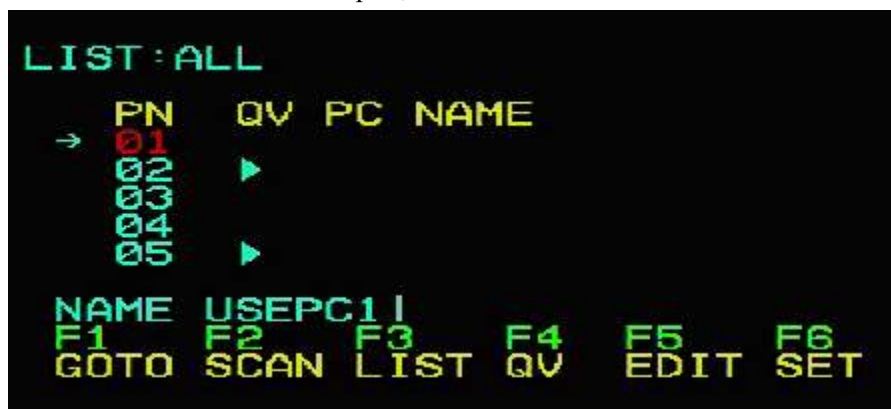 LIST:ALL
PN QV PC NAME
→ 01
02 ▶
03
04
05 ▶
NAME USEPC1|
F1 F2 F3 F4 F5 F6
GOTO SCAN LIST QV EDIT SET